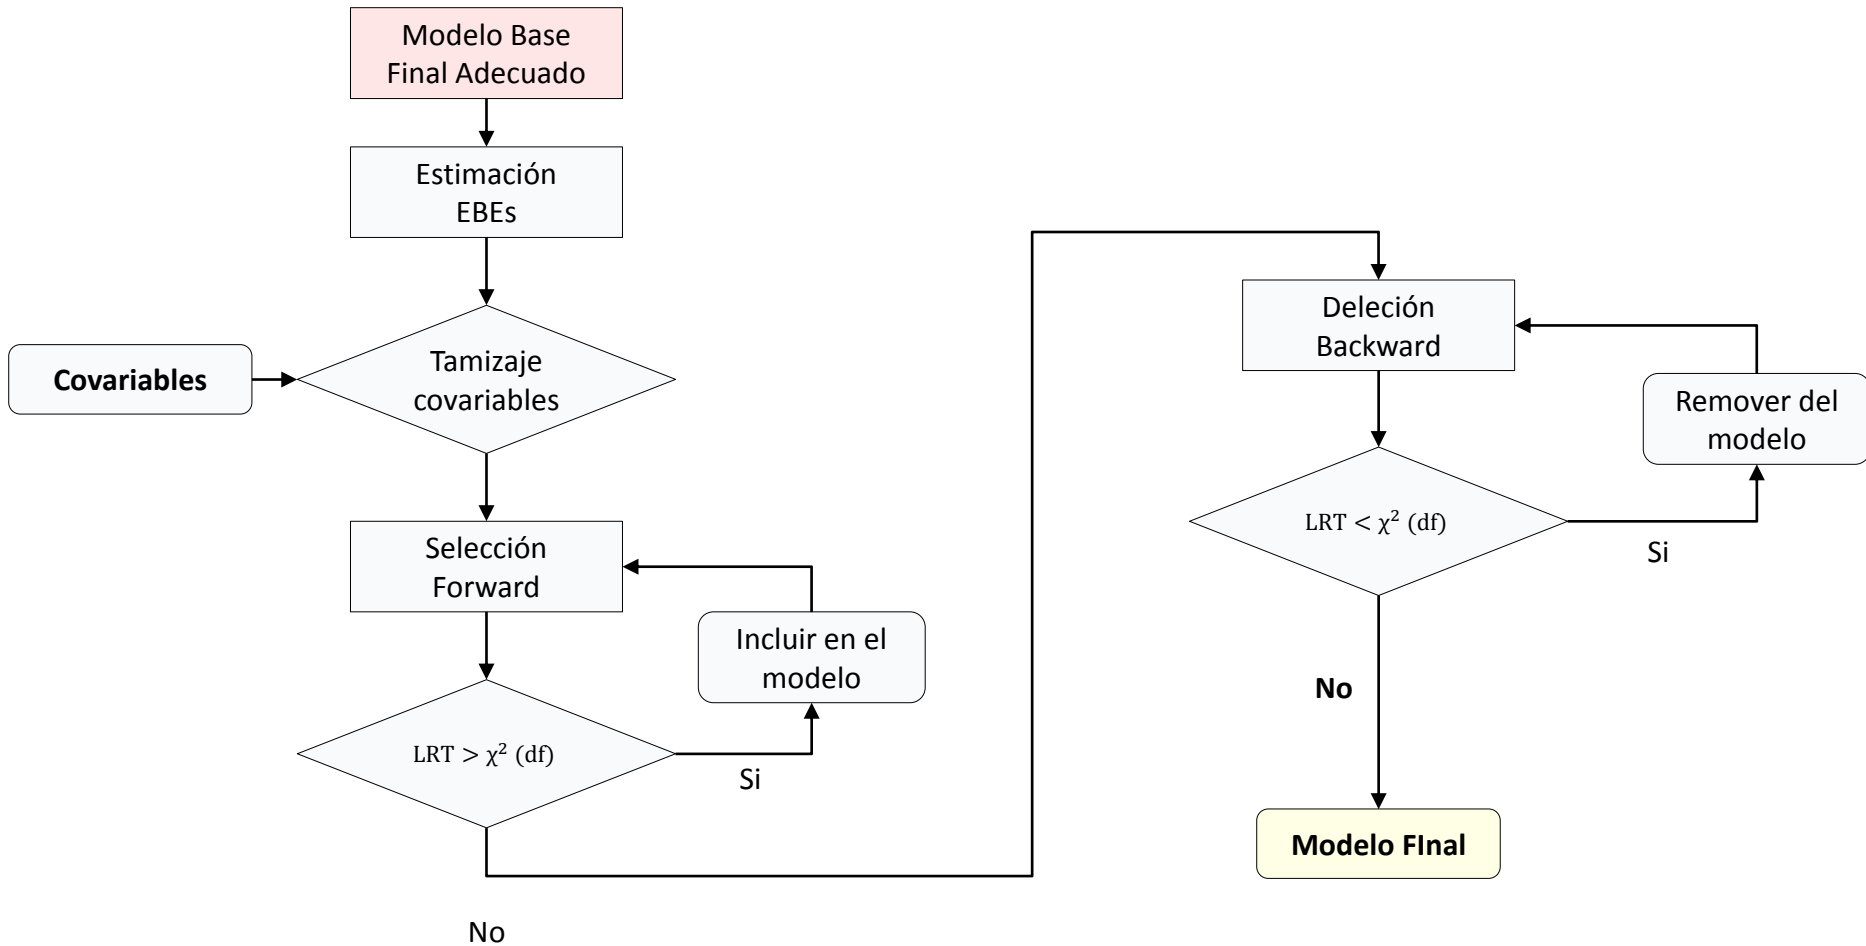 Modelo Base
Final Adecuado
Estimación
EBEs
Covariables
Tamizaje
covariables
Selección
Forward
Incluir en el
modelo
LRT > χ² (df)
Si
No
Deleción
Backward
Remover del
modelo
LRT < χ² (df)
Si
No
Modelo FInal